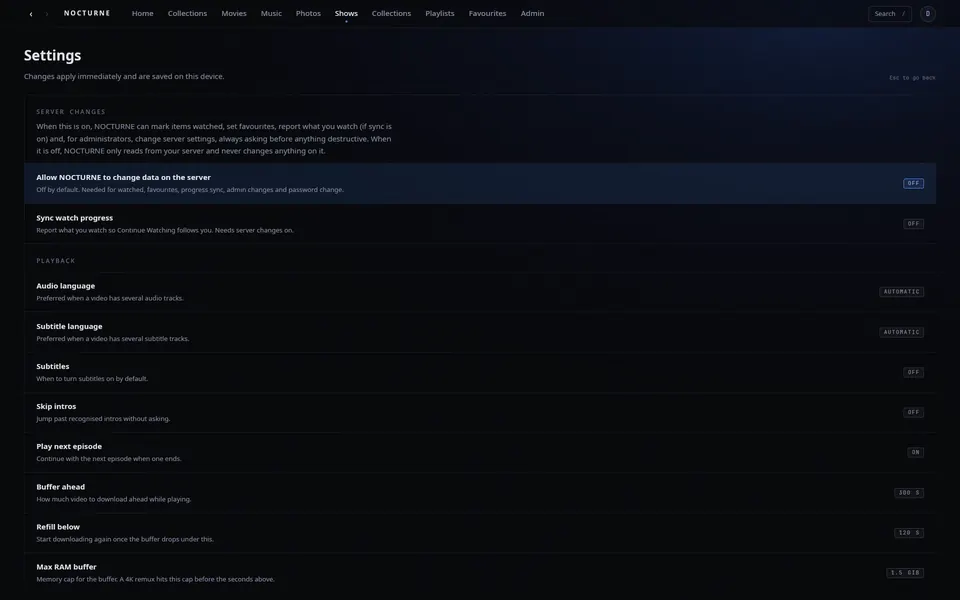 ‹ › NOCTURNE Home Collections Movies Music Photos Shows Collections Playlists Favourites Admin Search / D
Settings
Changes apply immediately and are saved on this device.
Esc to go back
SERVER CHANGES
When this is on, NOCTURNE can mark items watched, set favourites, report what you watch (if sync is
on) and, for administrators, change server settings, always asking before anything destructive. When
it is off, NOCTURNE only reads from your server and never changes anything on it.
Allow NOCTURNE to change data on the server
Off by default. Needed for watched, favourites, progress sync, admin changes and password change.
OFF
Sync watch progress
Report what you watch so Continue Watching follows you. Needs server changes on.
OFF
PLAYBACK
Audio language
Preferred when a video has several audio tracks.
AUTOMATIC
Subtitle language
Preferred when a video has several subtitle tracks.
AUTOMATIC
Subtitles
When to turn subtitles on by default.
OFF
Skip intros
Jump past recognised intros without asking.
OFF
Play next episode
Continue with the next episode when one ends.
ON
Buffer ahead
How much video to download ahead while playing.
300 S
Refill below
Start downloading again once the buffer drops under this.
120 S
Max RAM buffer
Memory cap for the buffer. A 4K remux hits this cap before the seconds above.
1.5 GIB